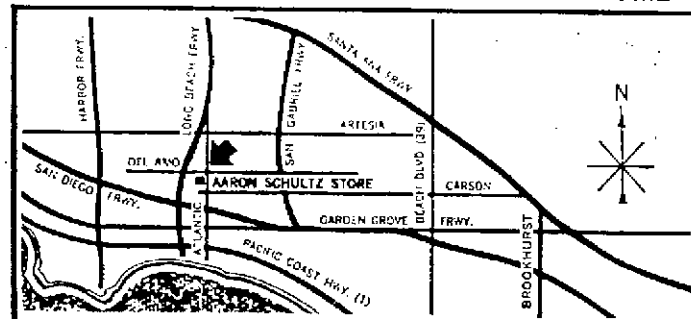 HARBOR FRWY.
LONG BEACH FRWY
SAN GABRIEL FRWY
SANTA ANA FRWY
N
ARTESIA
DEL AMO
BEACH BLVD (39)
SAN DIEGO FRWY.
AARON SCHULTZ STORE
CARSON
ATLANTIC
GARDEN GROVE FRWY.
BROOKHURST
PACIFIC COAST HWY. (1)